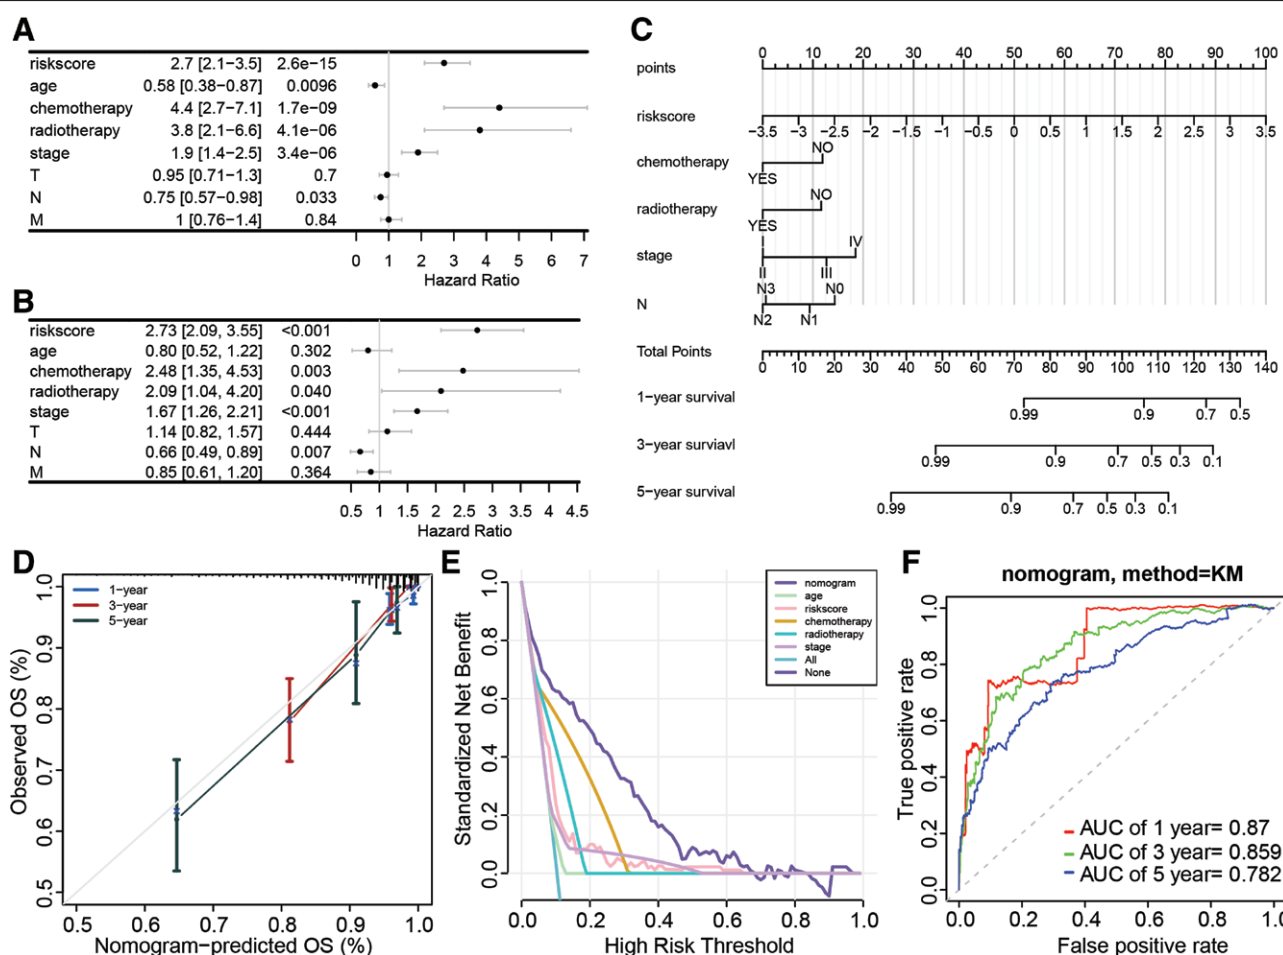 A
riskscore 2.7 [2.1−3.5] 2.6e−15
age 0.58 [0.38−0.87] 0.0096
chemotherapy 4.4 [2.7−7.1] 1.7e−09
radiotherapy 3.8 [2.1−6.6] 4.1e−06
stage 1.9 [1.4−2.5] 3.4e−06
T 0.95 [0.71−1.3] 0.7
N 0.75 [0.57−0.98] 0.033
M 1 [0.76−1.4] 0.84
0 1 2 3 4 5 6 7
Hazard Ratio
B
riskscore 2.73 [2.09, 3.55] <0.001
age 0.80 [0.52, 1.22] 0.302
chemotherapy 2.48 [1.35, 4.53] 0.003
radiotherapy 2.09 [1.04, 4.20] 0.040
stage 1.67 [1.26, 2.21] <0.001
T 1.14 [0.82, 1.57] 0.444
N 0.66 [0.49, 0.89] 0.007
M 0.85 [0.61, 1.20] 0.364
0.5 1 1.5 2 2.5 3 3.5 4 4.5
Hazard Ratio
C
0 10 20 30 40 50 60 70 80 90 100
points
riskscore
−3.5 −3 −2.5 −2 −1.5 −1 −0.5 0 0.5 1 1.5 2 2.5 3 3.5
NO
chemotherapy
YES
NO
radiotherapy
YES
I IV
stage
II III
N3 N0
N
N2 N1
Total Points
0 10 20 30 40 50 60 70 80 90 100 110 120 130 140
1−year survival
0.99 0.9 0.7 0.5
3−year surviavl
0.99 0.9 0.7 0.5 0.3 0.1
5−year survival
0.99 0.9 0.7 0.5 0.3 0.1
D
1−year
3−year
5−year
Observed OS (%)
1.0
0.9
0.8
0.7
0.6
0.5
0.5 0.6 0.7 0.8 0.9 1.0
Nomogram−predicted OS (%)
E
nomogram
age
riskscore
chemotherapy
radiotherapy
stage
All
None
Standardized Net Benefit
1.0
0.8
0.6
0.4
0.2
0.0
0.0 0.2 0.4 0.6 0.8 1.0
High Risk Threshold
F
nomogram, method=KM
True positive rate
1.0
0.8
0.6
0.4
0.2
0.0
AUC of 1 year= 0.87
AUC of 3 year= 0.859
AUC of 5 year= 0.782
0.0 0.2 0.4 0.6 0.8
False positive rate